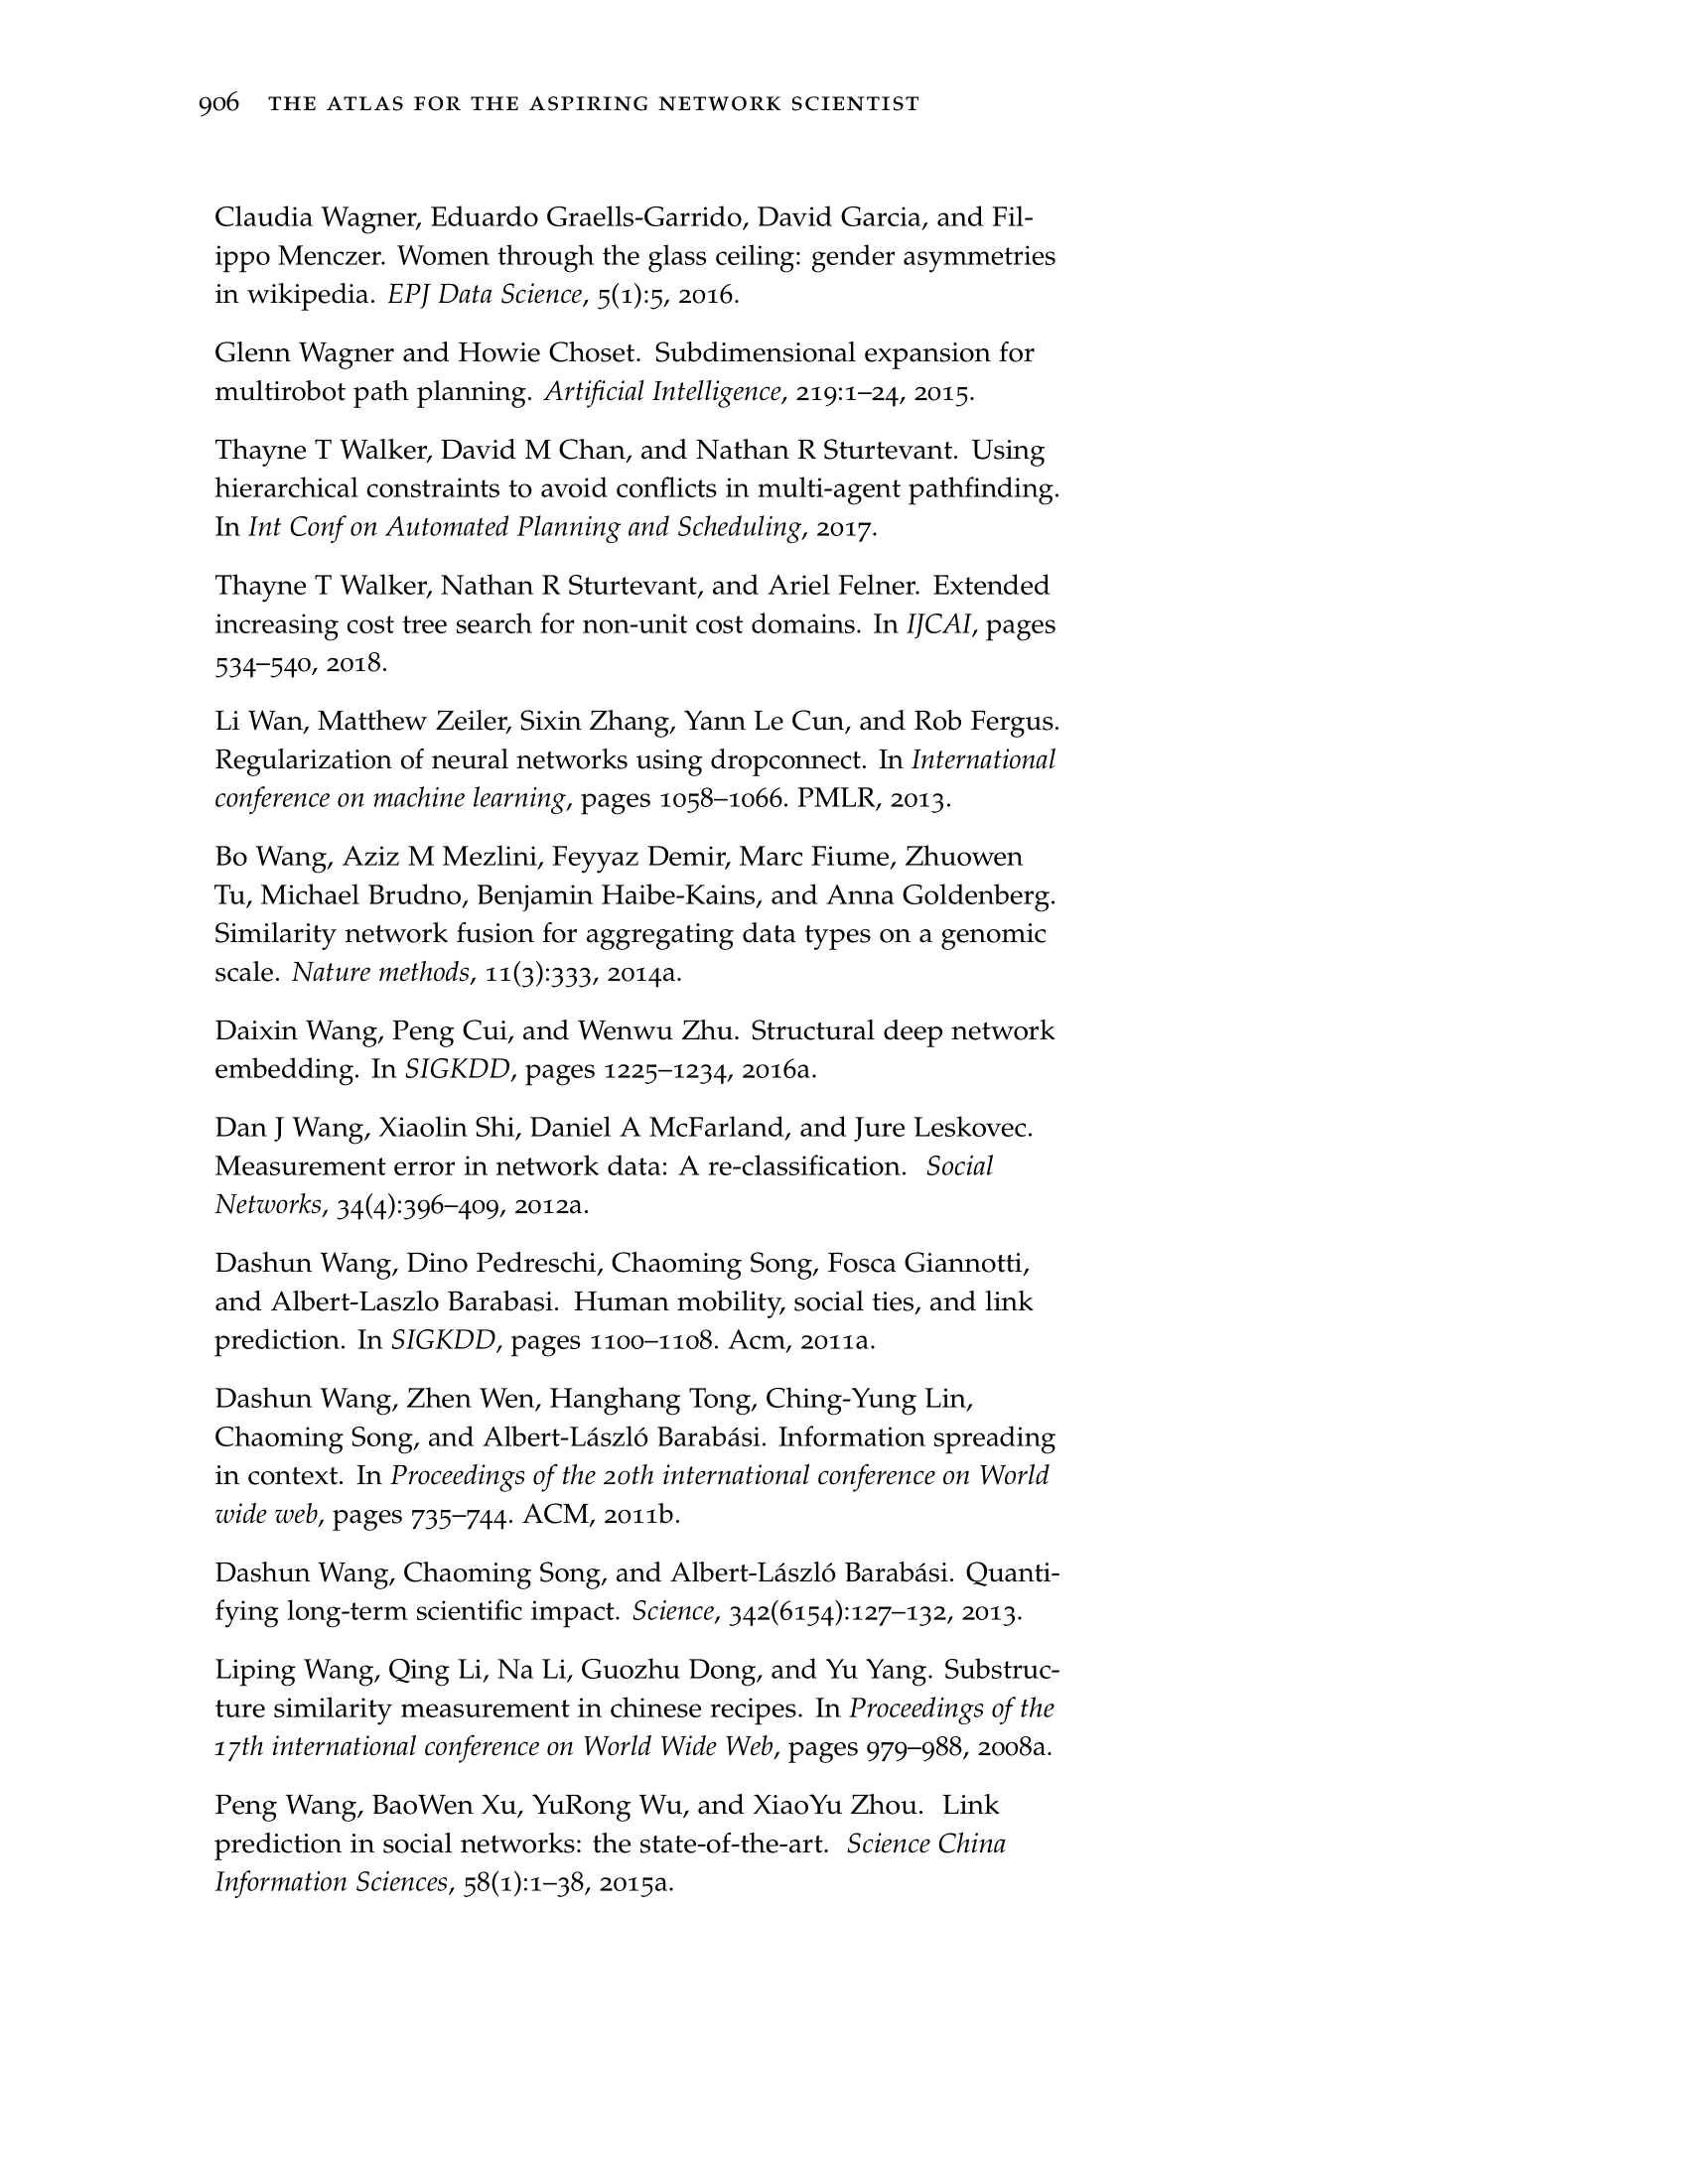 906 THE ATLAS FOR THE ASPIRING NETWORK SCIENTIST
Claudia Wagner, Eduardo Graells-Garrido, David Garcia, and Fil-
ippo Menczer. Women through the glass ceiling: gender asymmetries
in wikipedia. EPJ Data Science, 5(1):5, 2016.
Glenn Wagner and Howie Choset. Subdimensional expansion for
multirobot path planning. Artificial Intelligence, 219:1–24, 2015.
Thayne T Walker, David M Chan, and Nathan R Sturtevant. Using
hierarchical constraints to avoid conflicts in multi-agent pathfinding.
In Int Conf on Automated Planning and Scheduling, 2017.
Thayne T Walker, Nathan R Sturtevant, and Ariel Felner. Extended
increasing cost tree search for non-unit cost domains. In IJCAI, pages
534–540, 2018.
Li Wan, Matthew Zeiler, Sixin Zhang, Yann Le Cun, and Rob Fergus.
Regularization of neural networks using dropconnect. In International
conference on machine learning, pages 1058–1066. PMLR, 2013.
Bo Wang, Aziz M Mezlini, Feyyaz Demir, Marc Fiume, Zhuowen
Tu, Michael Brudno, Benjamin Haibe-Kains, and Anna Goldenberg.
Similarity network fusion for aggregating data types on a genomic
scale. Nature methods, 11(3):333, 2014a.
Daixin Wang, Peng Cui, and Wenwu Zhu. Structural deep network
embedding. In SIGKDD, pages 1225–1234, 2016a.
Dan J Wang, Xiaolin Shi, Daniel A McFarland, and Jure Leskovec.
Measurement error in network data: A re-classification. Social
Networks, 34(4):396–409, 2012a.
Dashun Wang, Dino Pedreschi, Chaoming Song, Fosca Giannotti,
and Albert-Laszlo Barabasi. Human mobility, social ties, and link
prediction. In SIGKDD, pages 1100–1108. Acm, 2011a.
Dashun Wang, Zhen Wen, Hanghang Tong, Ching-Yung Lin,
Chaoming Song, and Albert-László Barabási. Information spreading
in context. In Proceedings of the 20th international conference on World
wide web, pages 735–744. ACM, 2011b.
Dashun Wang, Chaoming Song, and Albert-László Barabási. Quanti-
fying long-term scientific impact. Science, 342(6154):127–132, 2013.
Liping Wang, Qing Li, Na Li, Guozhu Dong, and Yu Yang. Substruc-
ture similarity measurement in chinese recipes. In Proceedings of the
17th international conference on World Wide Web, pages 979–988, 2008a.
Peng Wang, BaoWen Xu, YuRong Wu, and XiaoYu Zhou. Link
prediction in social networks: the state-of-the-art. Science China
Information Sciences, 58(1):1–38, 2015a.